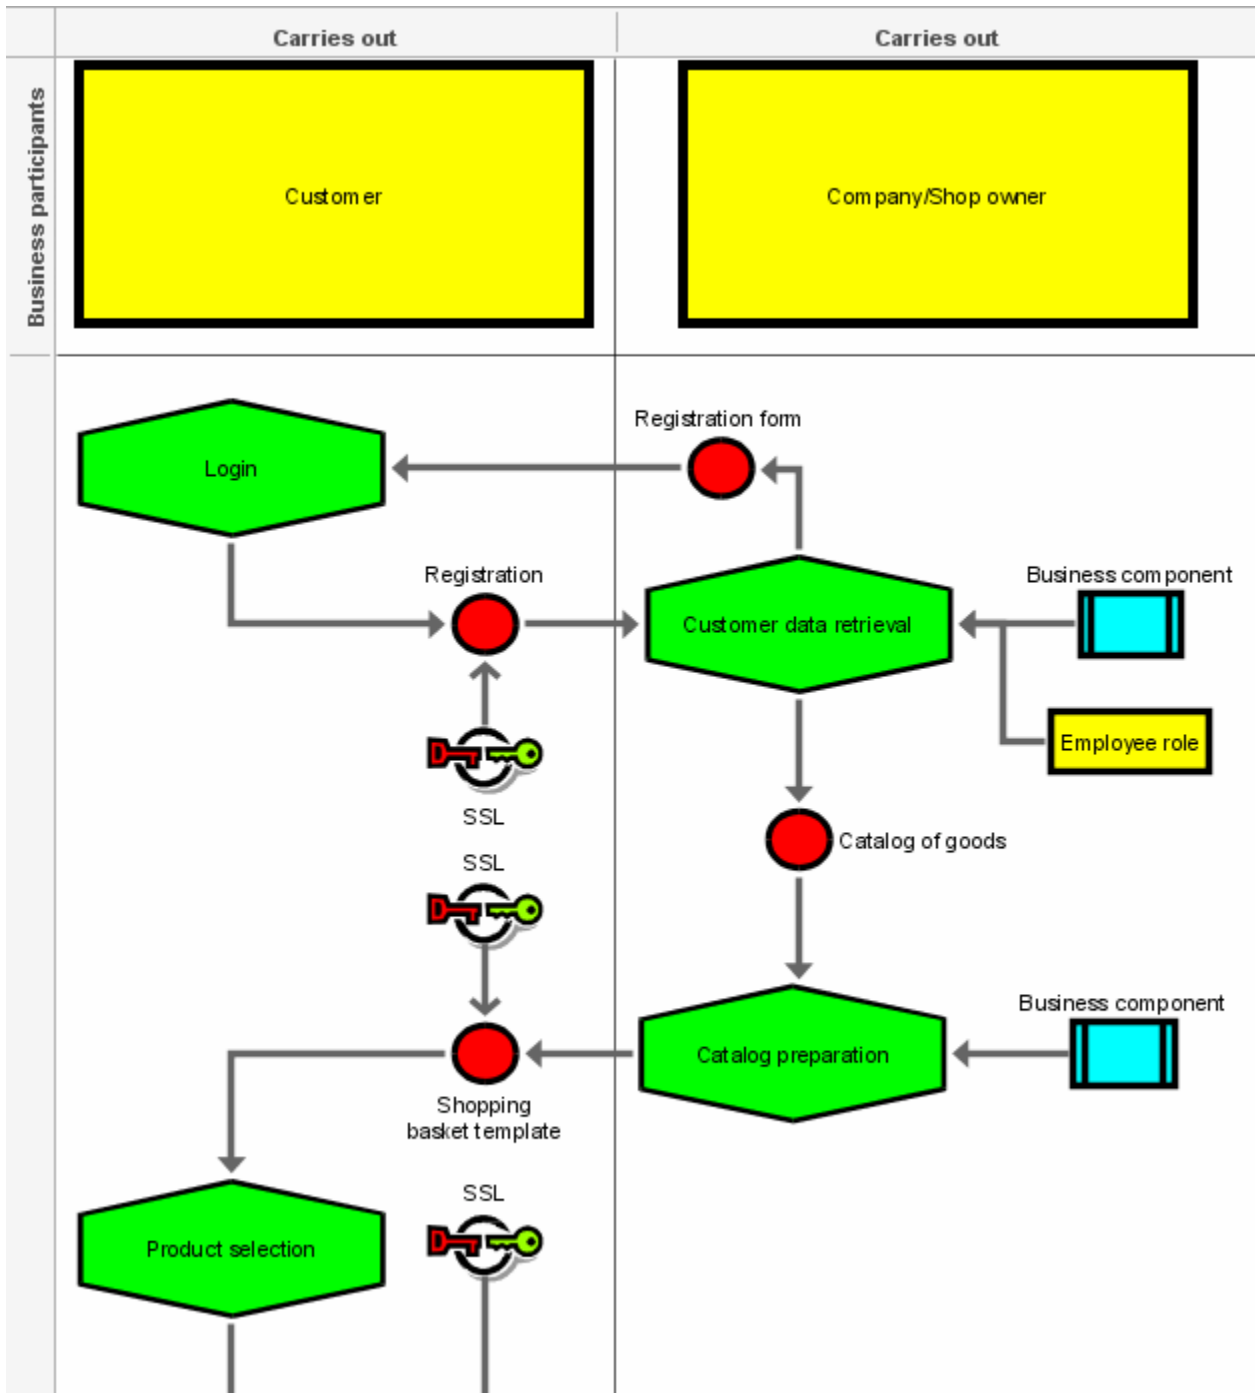 Carries out
Carries out
Business participants
Customer
Company/Shop owner
Registration form
Login
Registration
Business component
Customer data retrieval
Employee role
SSL
Catalog of goods
SSL
Business component
Catalog preparation
Shopping
basket template
SSL
Product selection